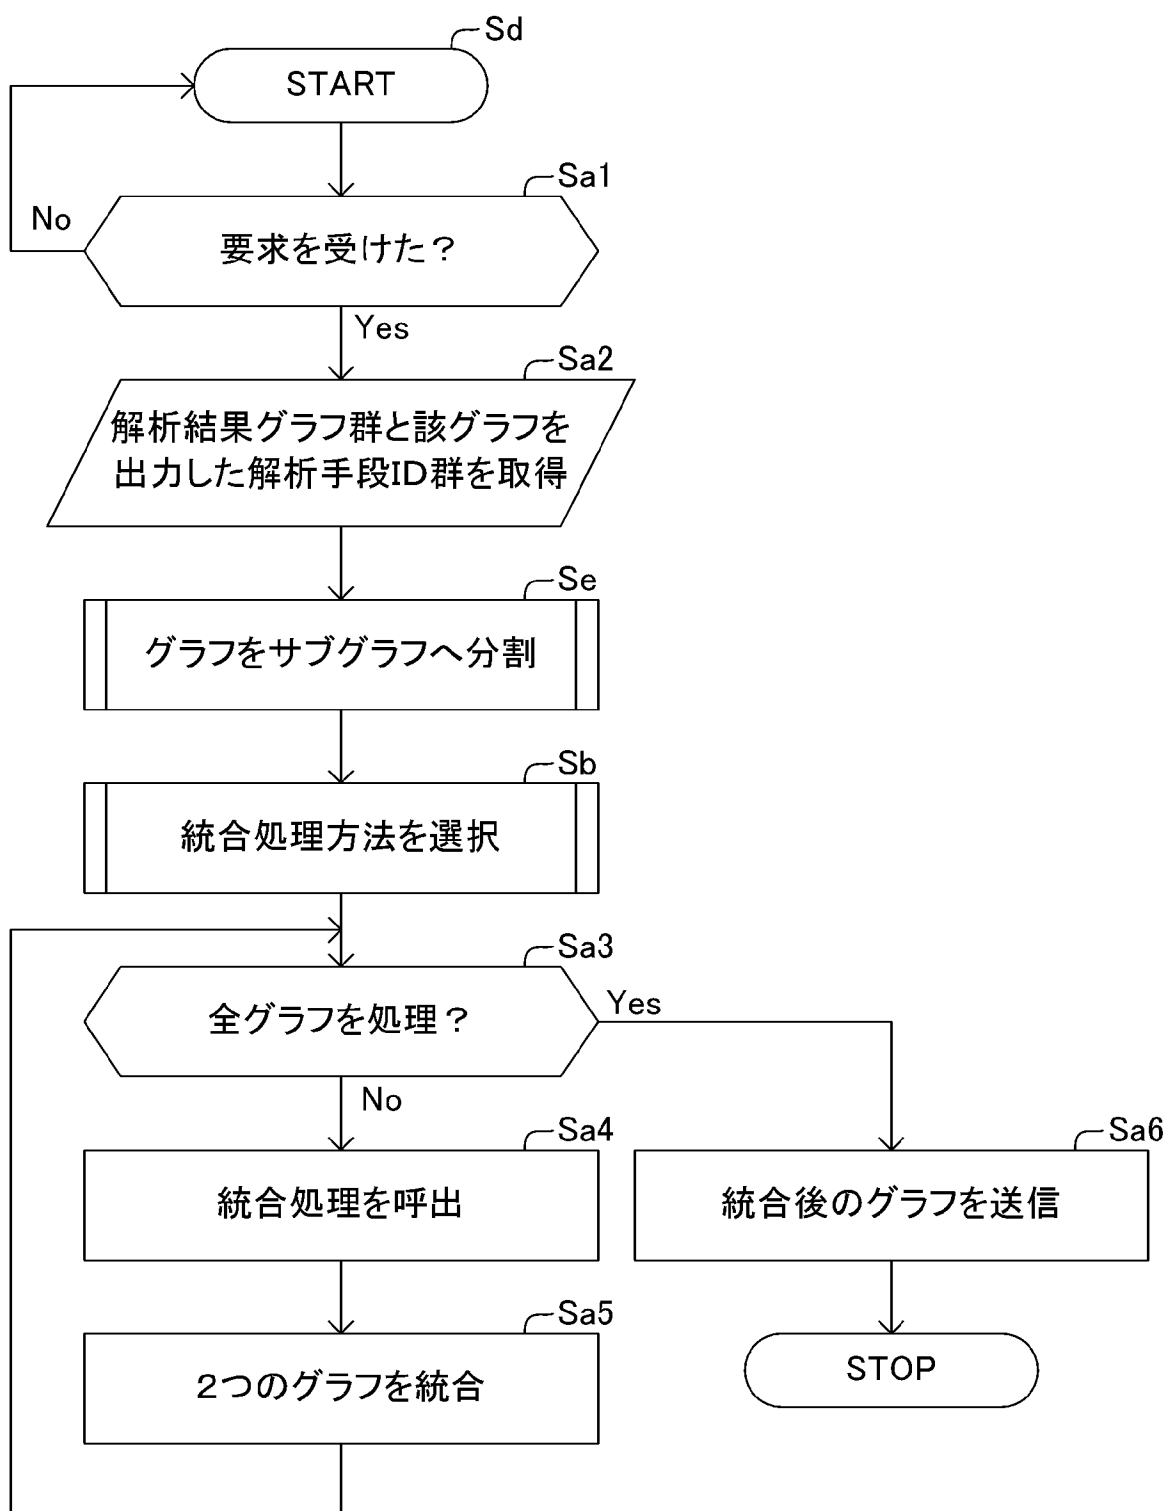 Sd
START
Sa1
No
要求を受けた？
Yes
Sa2
解析結果グラフ群と該グラフを
出力した解析手段ID群を取得
Se
グラフをサブグラフへ分割
Sb
統合処理方法を選択
Sa3
全グラフを処理？
Yes
No
Sa4
統合処理を呼出
Sa6
統合後のグラフを送信
Sa5
２つのグラフを統合
STOP